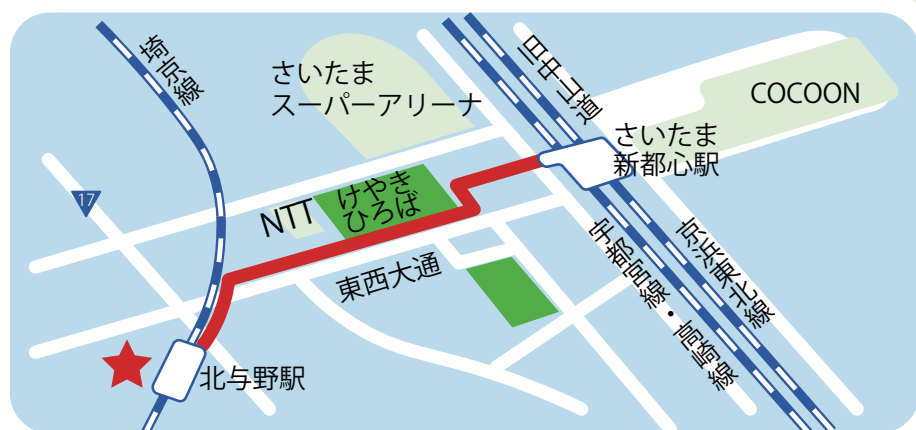 埼京線
さいたま
スーパーアリーナ
旧中山道
COCOON
さいたま
新都心駅
17
けやき
ひろば
NTT
東西大通
宇都宮線・高崎線
京浜東北線
北与野駅